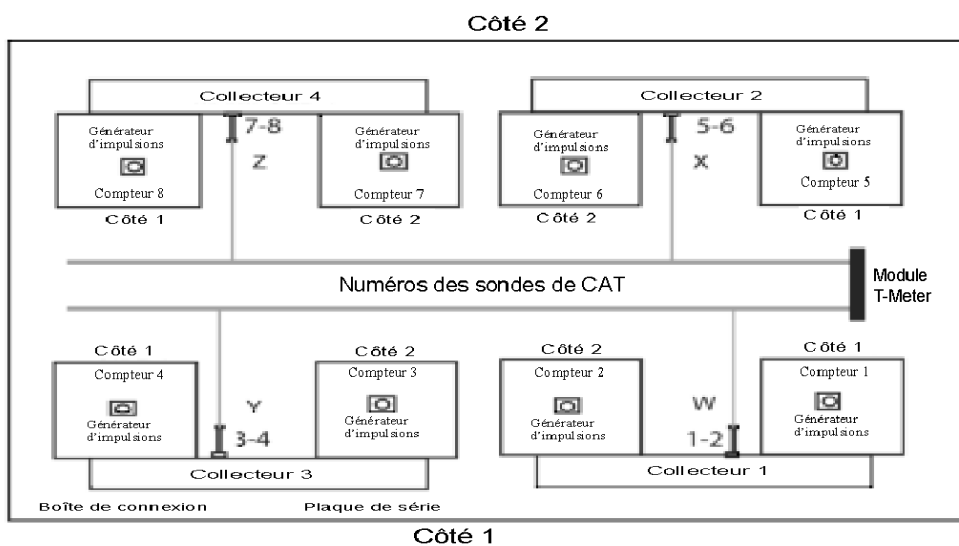 Côté 2
Collecteur 4
Collecteur 2
Générateur
d'impulsions
Compteur 8
7-8
Z
Générateur
d'impulsions
Compteur 7
Générateur
d'impulsions
Compteur 6
5-6
X
Générateur
d'impulsions
Compteur 5
Côté 1
Côté 2
Côté 2
Côté 1
Numéros des sondes de CAT
Module
T-Meter
Côté 1
Côté 2
Côté 2
Côté 1
Compteur 4
Générateur
d'impulsions
Y
3-4
Compteur 3
Générateur
d'impulsions
Compteur 2
Générateur
d'impulsions
W
1-2
Compteur 1
Générateur
d'impulsions
Collecteur 3
Collecteur 1
Boîte de connexion
Plaque de série
Côté 1